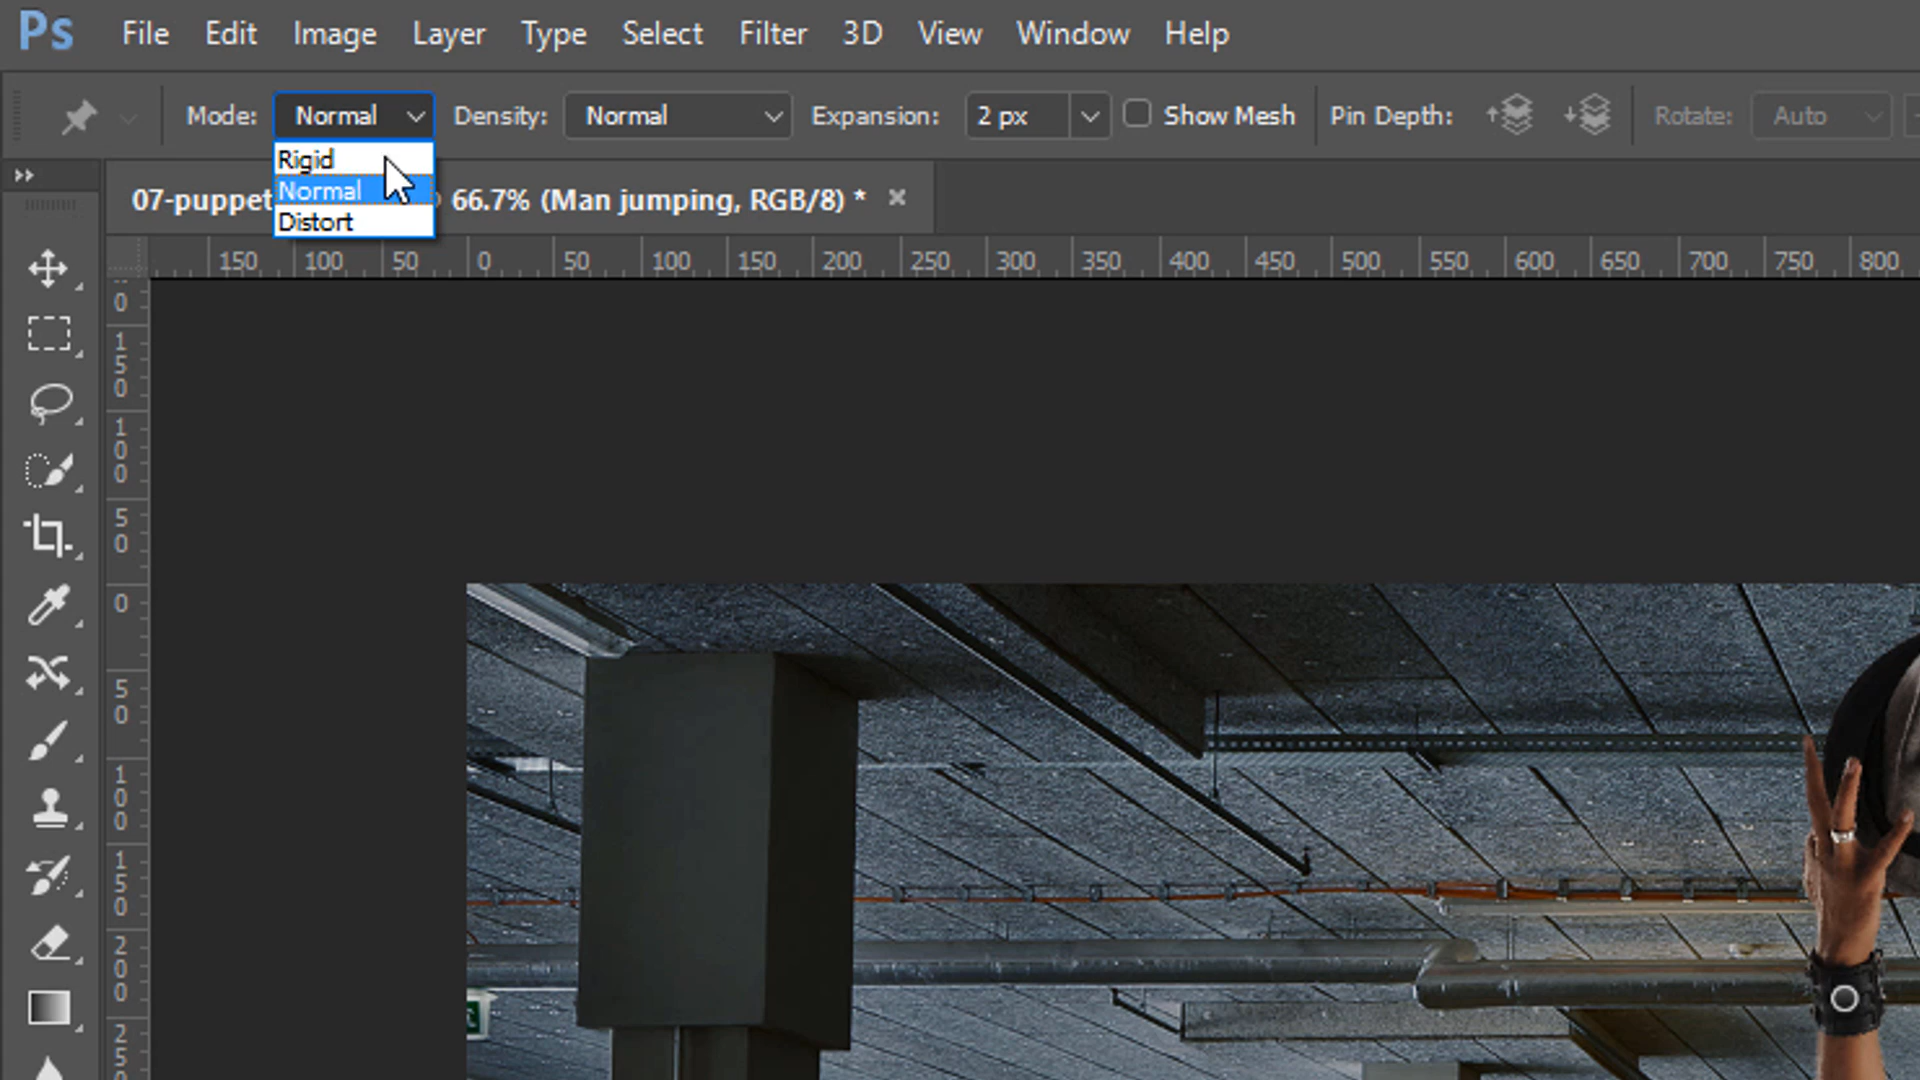 Ps File Edit Image Layer Type Select Filter 3D View Window Help
Mode: Normal Density: Normal Expansion: 2 px Show Mesh Pin Depth: Rotate: Auto
Rigid
Normal
Distort
07-puppet 66.7% (Man jumping, RGB/8) *
150 100 50 0 50 100 150 200 250 300 350 400 450 500 550 600 650 700 750 800
0
150
100
50
0
50
100
150
200
25